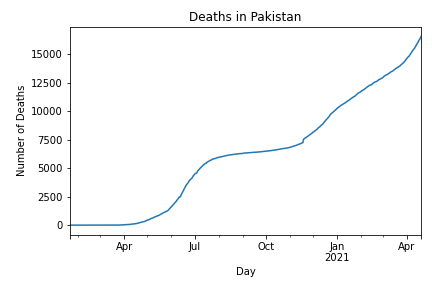 Deaths in Pakistan
Number of Deaths
15000
12500
10000
7500
5000
2500
0
Apr
Jul
Oct
Jan
2021
Apr
Day